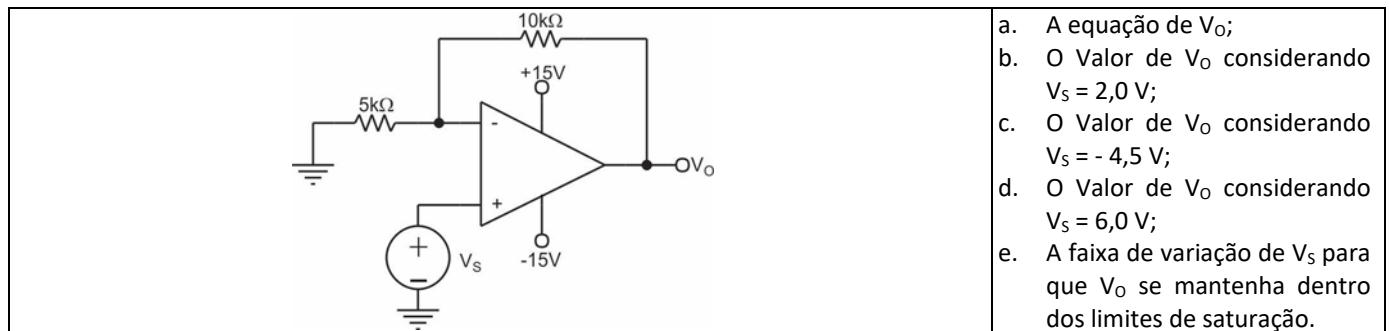 10kΩ
+15V
5kΩ
-
VO
+
+
VS
-15V
a. A equação de VO;
b. O Valor de VO considerando
VS = 2,0 V;
c. O Valor de VO considerando
VS = - 4,5 V;
d. O Valor de VO considerando
VS = 6,0 V;
e. A faixa de variação de VS para
que VO se mantenha dentro
dos limites de saturação.